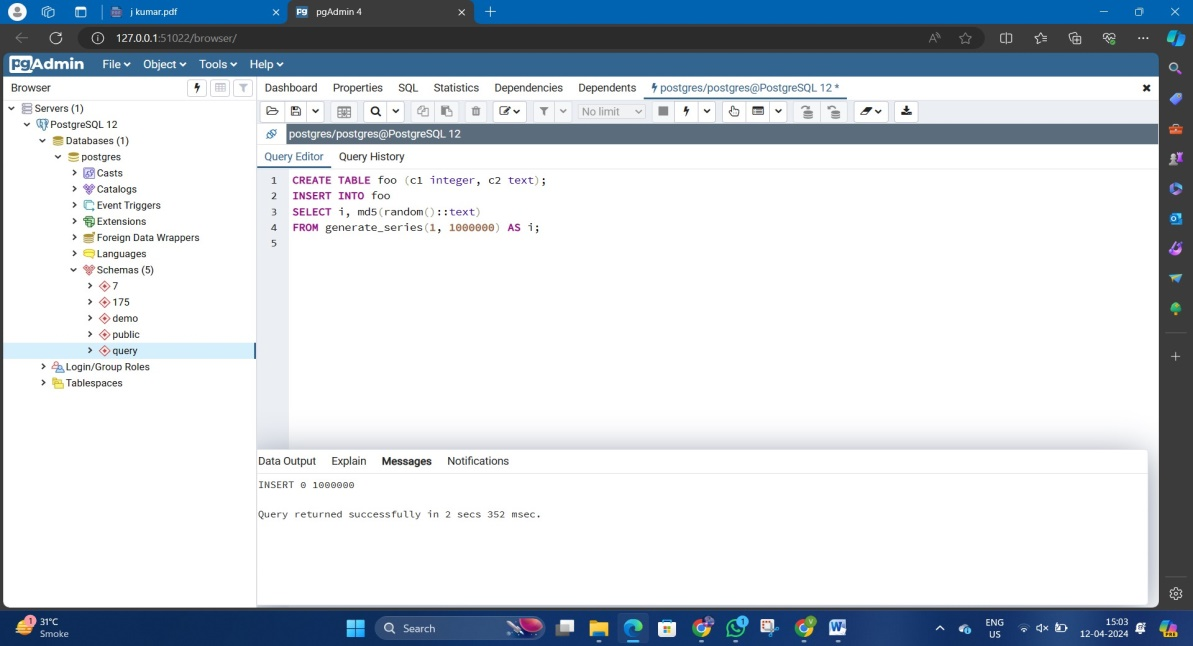 j kumar.pdf
Pg pgAdmin 4
127.0.0.1:51022/browser/
pgAdmin File Object Tools Help
Browser
Dashboard Properties SQL Statistics Dependencies Dependents postgres/postgres@PostgreSQL 12 *
Servers (1)
PostgreSQL 12
Databases (1)
postgres
Casts
Catalogs
Event Triggers
Extensions
Foreign Data Wrappers
Languages
Schemas (5)
7
175
demo
public
query
Login/Group Roles
Tablespaces
No limit
postgres/postgres@PostgreSQL 12
Query Editor Query History
1 CREATE TABLE foo (c1 integer, c2 text);
2 INSERT INTO foo
3 SELECT i, md5(random()::text)
4 FROM generate_series(1, 1000000) AS i;
5
Data Output Explain Messages Notifications
INSERT 0 1000000
Query returned successfully in 2 secs 352 msec.
1
31°C
Smoke
Search
1
ENG
US
15:03
12-04-2024